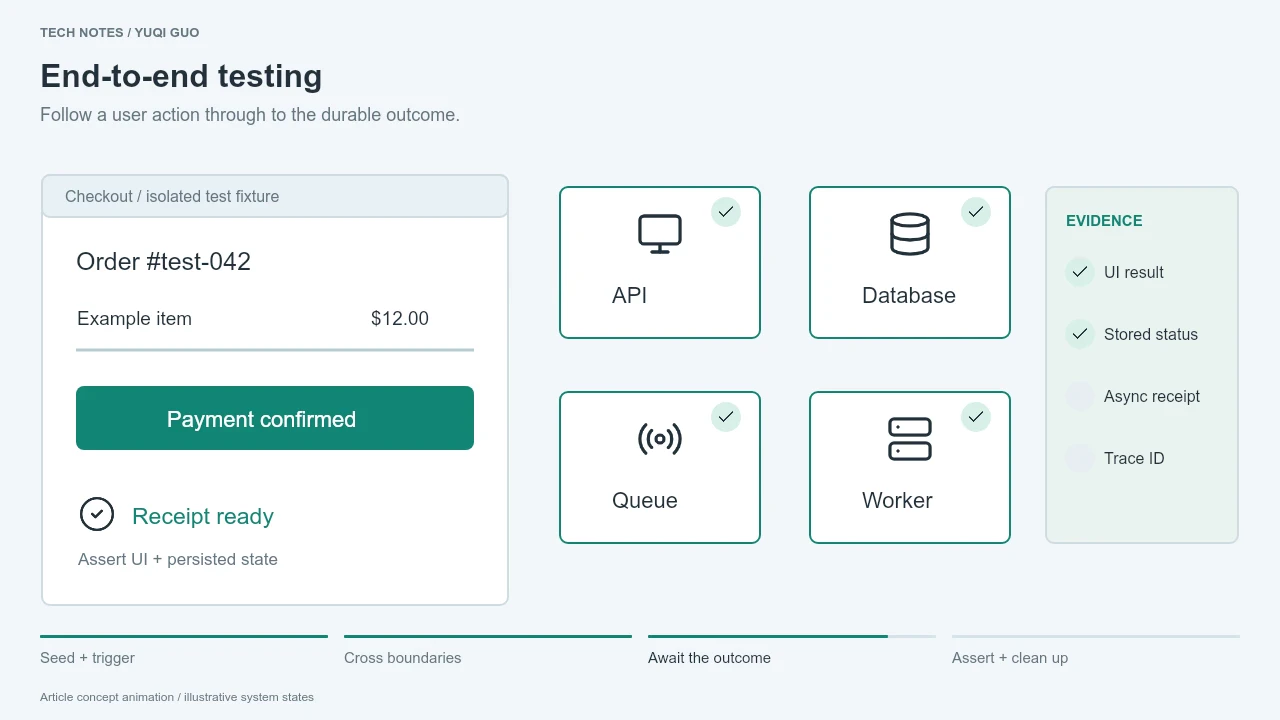 TECH NOTES / YUQI GUO
End-to-end testing
Follow a user action through to the durable outcome.
Checkout / isolated test fixture
Order #test-042
Example item $12.00
Payment confirmed
Receipt ready
Assert UI + persisted state
API
Database
Queue
Worker
EVIDENCE
UI result
Stored status
Async receipt
Trace ID
Seed + trigger
Cross boundaries
Await the outcome
Assert + clean up
Article concept animation / illustrative system states